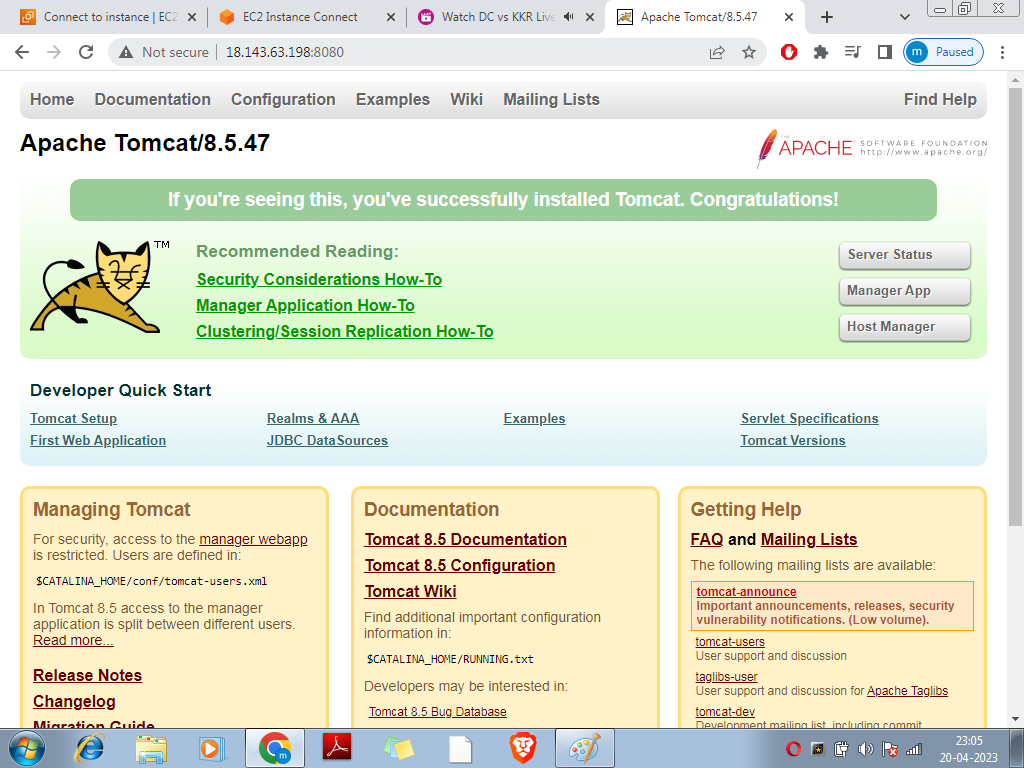 Connect to instance | EC2
EC2 Instance Connect
Watch DC vs KKR Live
Apache Tomcat/8.5.47
Not secure
18.143.63.198:8080
m
Paused
Home
Documentation
Configuration
Examples
Wiki
Mailing Lists
Find Help
Apache Tomcat/8.5.47
THE
APACHE
SOFTWARE FOUNDATION
http://www.apache.org/
If you're seeing this, you've successfully installed Tomcat. Congratulations!
TM
Recommended Reading:
Security Considerations How-To
Manager Application How-To
Clustering/Session Replication How-To
Server Status
Manager App
Host Manager
Developer Quick Start
Tomcat Setup
First Web Application
Realms & AAA
JDBC DataSources
Examples
Servlet Specifications
Tomcat Versions
Managing Tomcat
For security, access to the manager webapp
is restricted. Users are defined in:
$CATALINA_HOME/conf/tomcat-users.xml
In Tomcat 8.5 access to the manager
application is split between different users.
Read more...
Release Notes
Changelog
Migration Guide
Documentation
Tomcat 8.5 Documentation
Tomcat 8.5 Configuration
Tomcat Wiki
Find additional important configuration
information in:
$CATALINA_HOME/RUNNING.txt
Developers may be interested in:
Tomcat 8.5 Bug Database
Getting Help
FAQ and Mailing Lists
The following mailing lists are available:
tomcat-announce
Important announcements, releases, security
vulnerability notifications. (Low volume).
tomcat-users
User support and discussion
taglibs-user
User support and discussion for Apache Taglibs
tomcat-dev
Development mailing list, including commit
m
23:05
20-04-2023